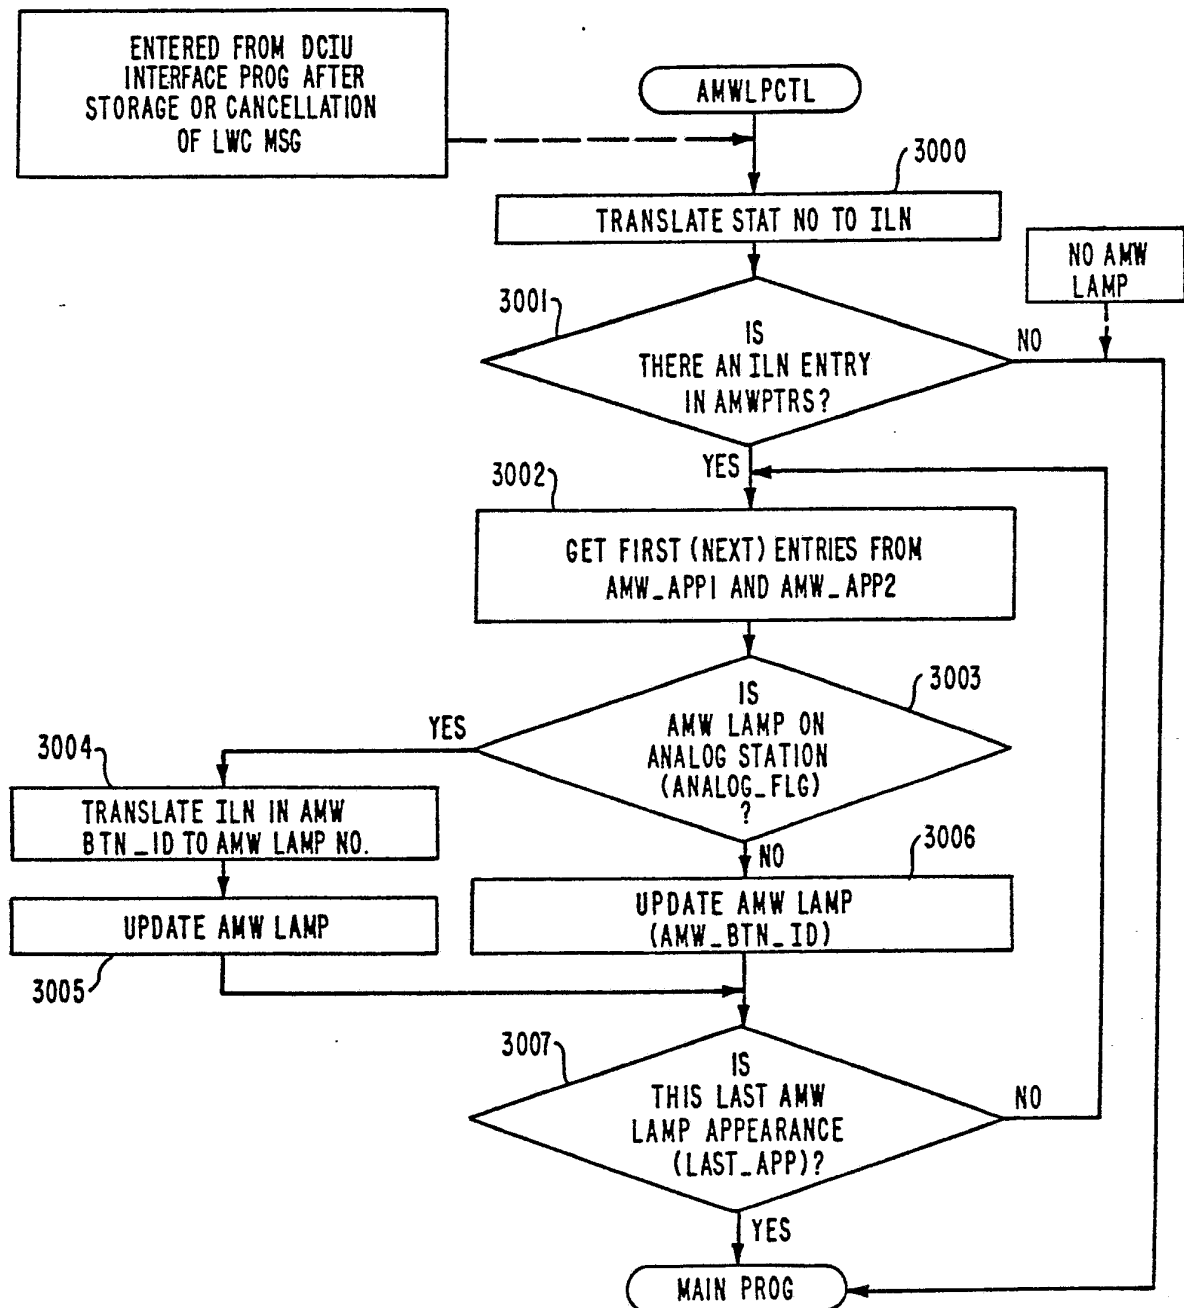 ENTERED FROM DCIU
INTERFACE PROG AFTER
STORAGE OR CANCELLATION
OF LWC MSG
AMWLPCTL
3000
TRANSLATE STAT NO TO ILN
NO AMW
LAMP
3001
IS
THERE AN ILN ENTRY
IN AMWPTRS?
NO
YES
3002
GET FIRST (NEXT) ENTRIES FROM
AMW_APP1 AND AMW_APP2
3003
IS
AMW LAMP ON
ANALOG STATION
(ANALOG_FLG)
?
YES
3004
TRANSLATE ILN IN AMW
BTN_ID TO AMW LAMP NO.
NO
3006
UPDATE AMW LAMP
3005
UPDATE AMW LAMP
(AMW_BTN_ID)
3007
IS
THIS LAST AMW
LAMP APPEARANCE
(LAST_APP)?
NO
YES
MAIN PROG